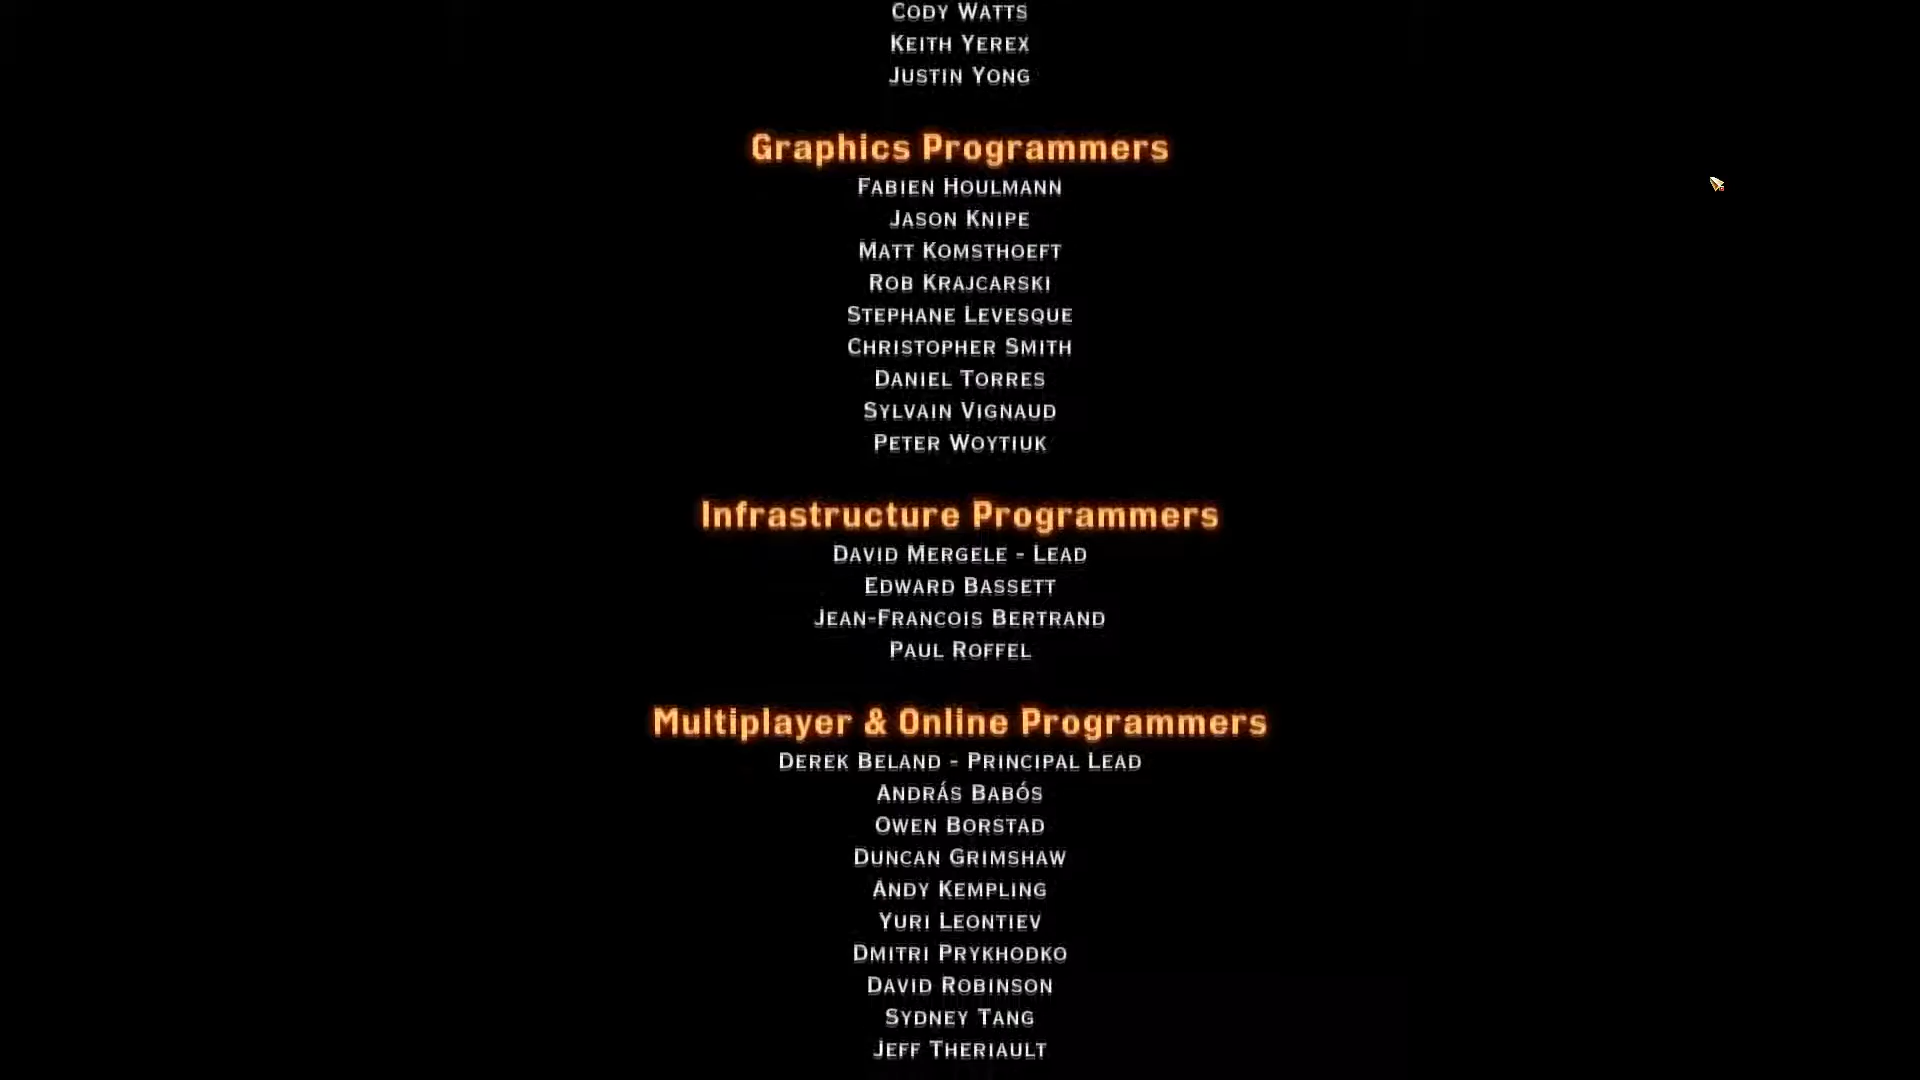 Cody Watts
Keith Yerex
Justin Yong
Graphics Programmers
Fabien Houlmann
Jason Knipe
Matt Komsthoeft
Rob Krajcarski
Stephane Levesque
Christopher Smith
Daniel Torres
Sylvain Vignaud
Peter Woytiuk
Infrastructure Programmers
David Mergele - Lead
Edward Bassett
Jean-Francois Bertrand
Paul Roffel
Multiplayer & Online Programmers
Derek Beland - Principal Lead
András Babós
Owen Borstad
Duncan Grimshaw
Andy Kempling
Yuri Leontiev
Dmitri Prykhodko
David Robinson
Sydney Tang
Jeff Theriault